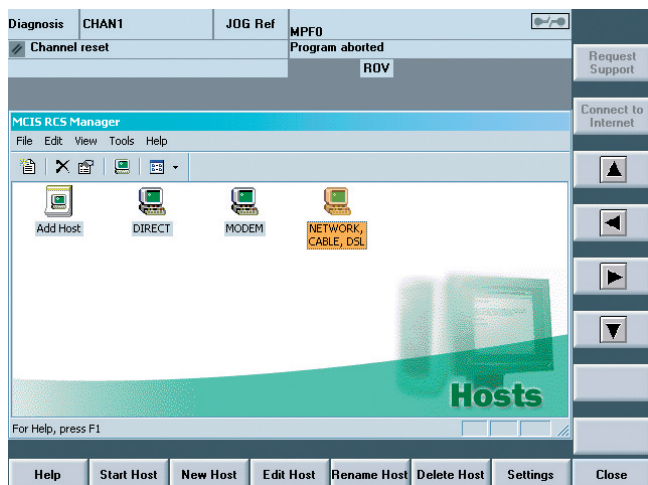 Diagnosis CHAN1 JOG Ref MPF0
Channel reset Program aborted
ROV
Request
Support
Connect to
Internet
MCIS RCS Manager
File Edit View Tools Help
Add Host DIRECT MODEM NETWORK,
CABLE, DSL
Hosts
For Help, press F1
Help Start Host New Host Edit Host Rename Host Delete Host Settings Close